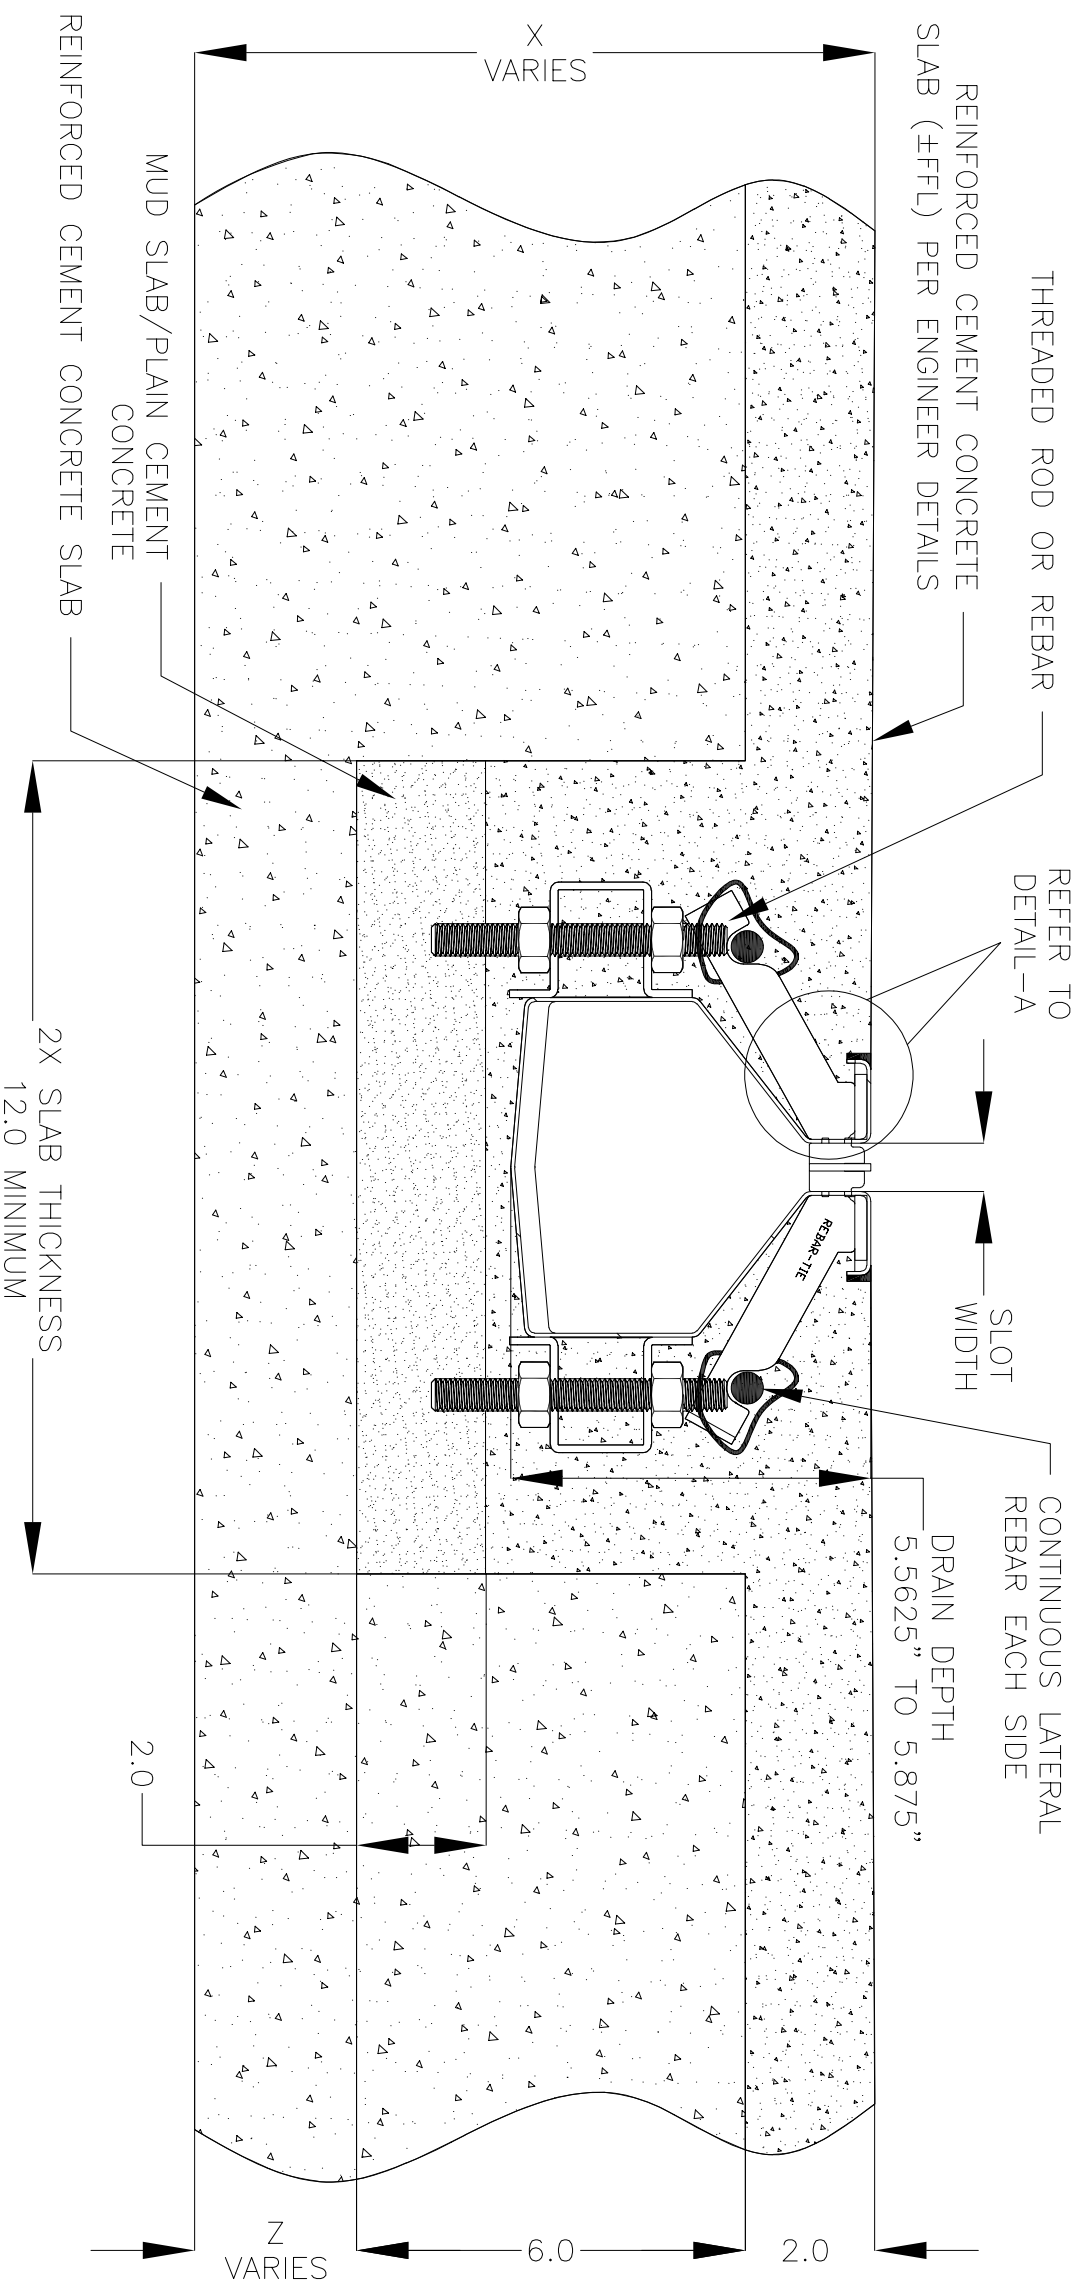 X
VARIES
REINFORCED CEMENT CONCRETE
SLAB (±FFL) PER ENGINEER DETAILS
THREADED ROD OR REBAR
REFER TO
DETAIL-A
SLOT
WIDTH
CONTINUOUS LATERAL
REBAR EACH SIDE
DRAIN DEPTH
5.5625" TO 5.875"
REBAR-TIE
MUD SLAB/PLAIN CEMENT
CONCRETE
REINFORCED CEMENT CONCRETE SLAB
2X SLAB THICKNESS
12.0 MINIMUM
2.0
2.0
6.0
Z
VARIES